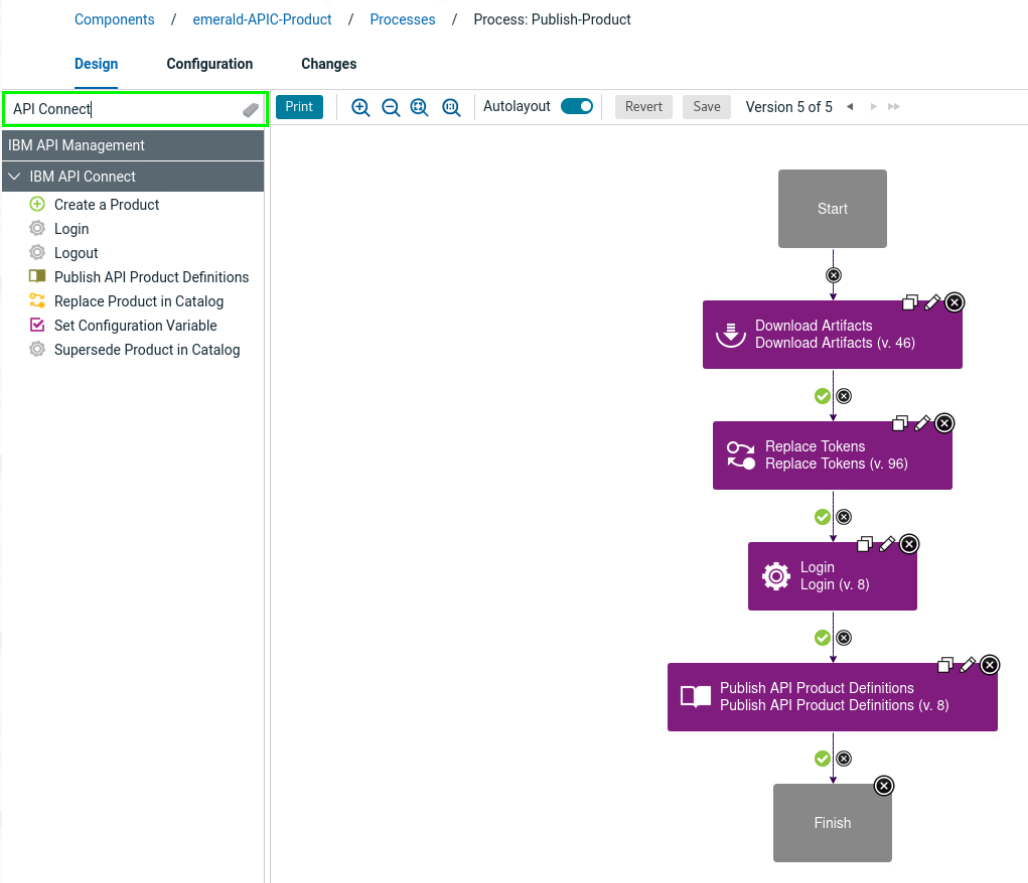 Components / emerald-APIC-Product / Processes / Process: Publish-Product
Design Configuration Changes
API Connect
Print Autolayout Revert Save Version 5 of 5
IBM API Management
IBM API Connect
Create a Product
Login
Logout
Publish API Product Definitions
Replace Product in Catalog
Set Configuration Variable
Supersede Product in Catalog
Start
Download Artifacts
Download Artifacts (v. 46)
Replace Tokens
Replace Tokens (v. 96)
Login
Login (v. 8)
Publish API Product Definitions
Publish API Product Definitions (v. 8)
Finish